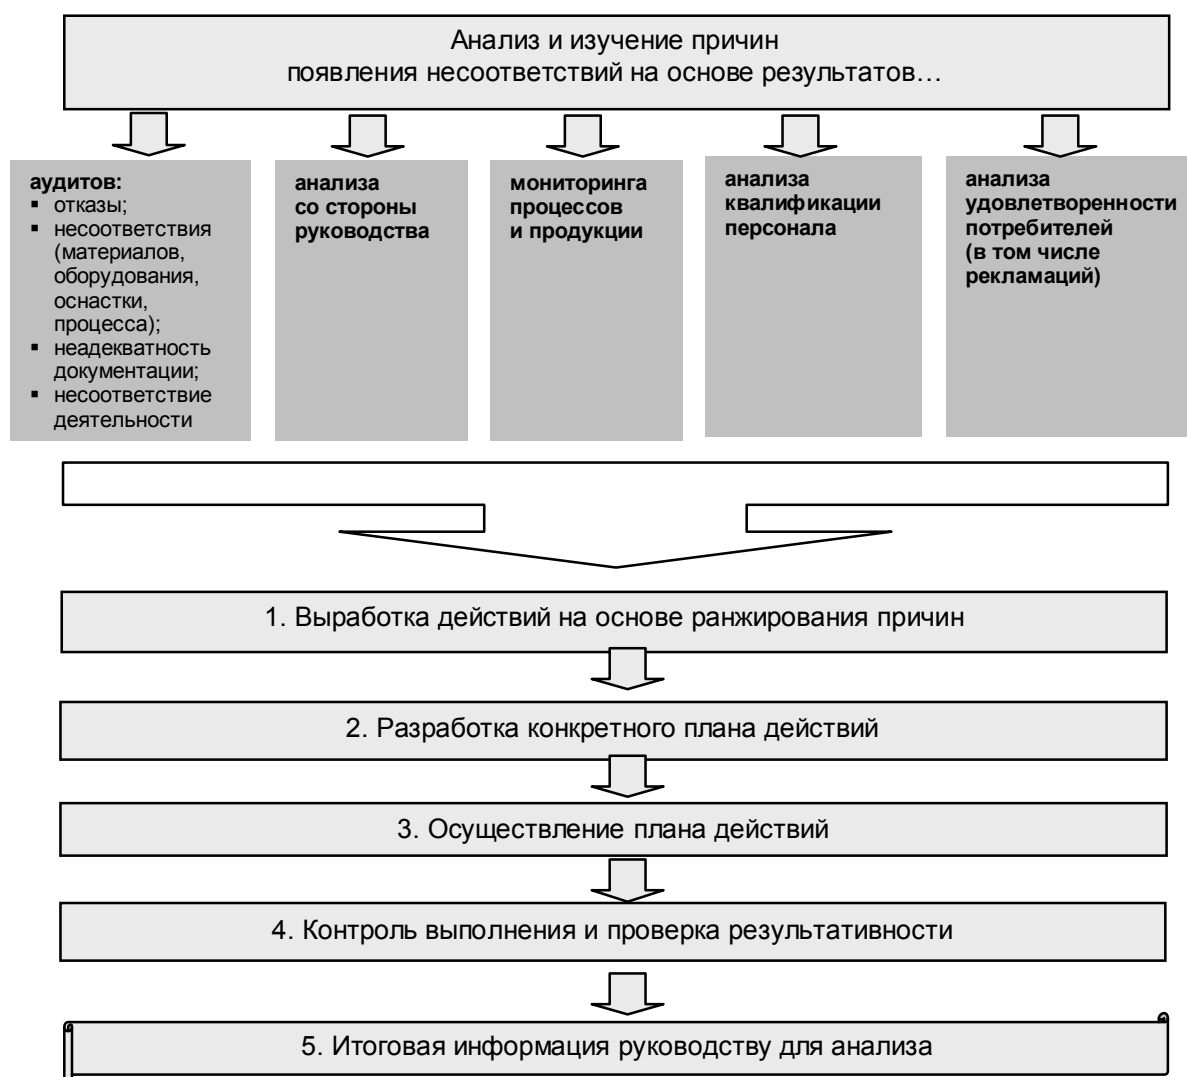 Анализ и изучение причин
появления несоответствий на основе результатов…
аудитов:
▪ отказы;
▪ несоответствия
(материалов,
оборудования,
оснастки,
процесса);
▪ неадекватность
документации;
▪ несоответствие
деятельности
анализа
со стороны
руководства
мониторинга
процессов
и продукции
анализа
квалификации
персонала
анализа
удовлетворенности
потребителей
(в том числе
рекламаций)
1. Выработка действий на основе ранжирования причин
2. Разработка конкретного плана действий
3. Осуществление плана действий
4. Контроль выполнения и проверка результативности
5. Итоговая информация руководству для анализа